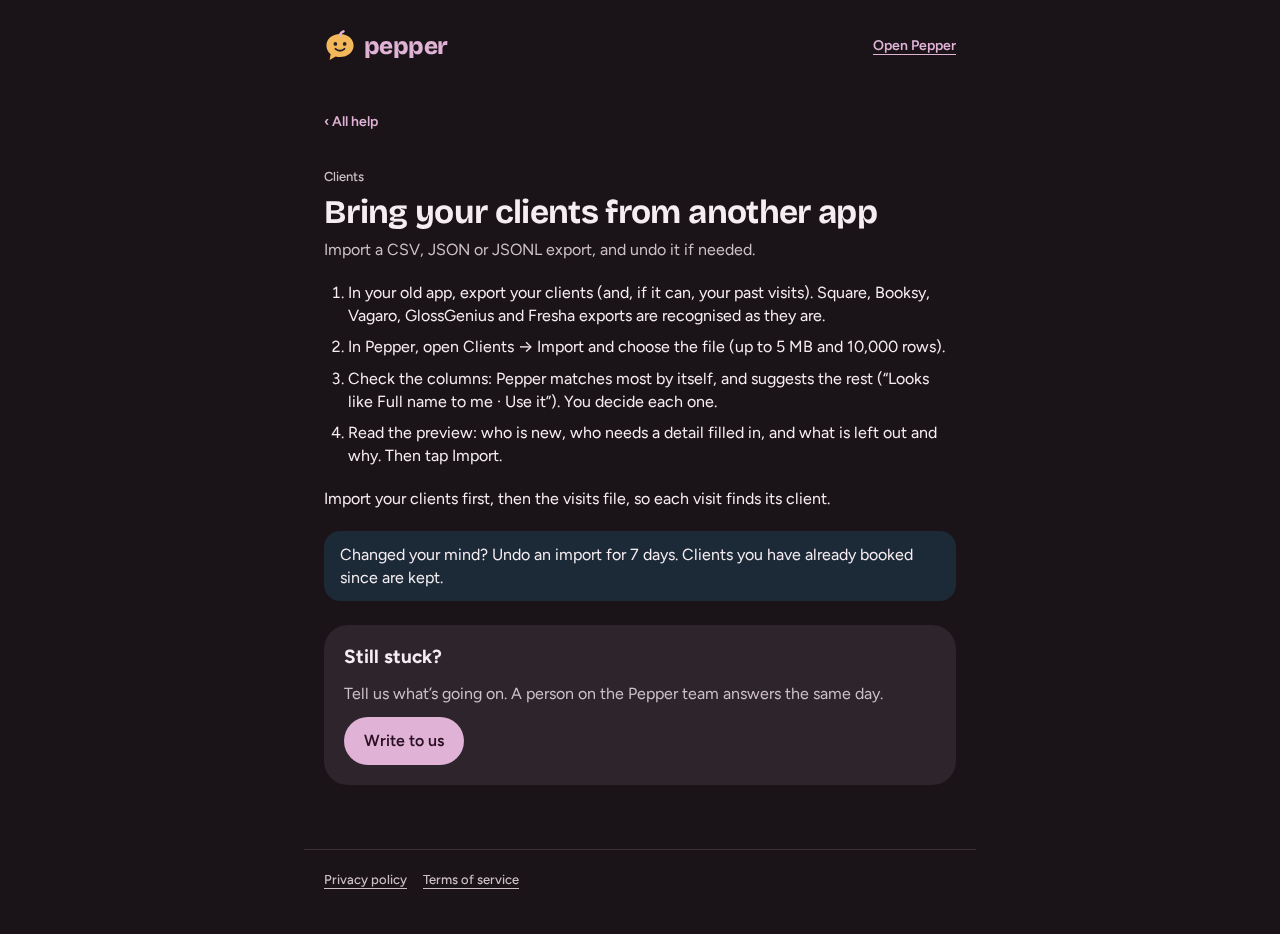 pepper
Open Pepper
‹ All help
Clients
Bring your clients from another app
Import a CSV, JSON or JSONL export, and undo it if needed.
1. In your old app, export your clients (and, if it can, your past visits). Square, Booksy,
Vagaro, GlossGenius and Fresha exports are recognised as they are.
2. In Pepper, open Clients → Import and choose the file (up to 5 MB and 10,000 rows).
3. Check the columns: Pepper matches most by itself, and suggests the rest (“Looks
like Full name to me · Use it”). You decide each one.
4. Read the preview: who is new, who needs a detail filled in, and what is left out and
why. Then tap Import.
Import your clients first, then the visits file, so each visit finds its client.
Changed your mind? Undo an import for 7 days. Clients you have already booked
since are kept.
Still stuck?
Tell us what’s going on. A person on the Pepper team answers the same day.
Write to us
Privacy policy
Terms of service